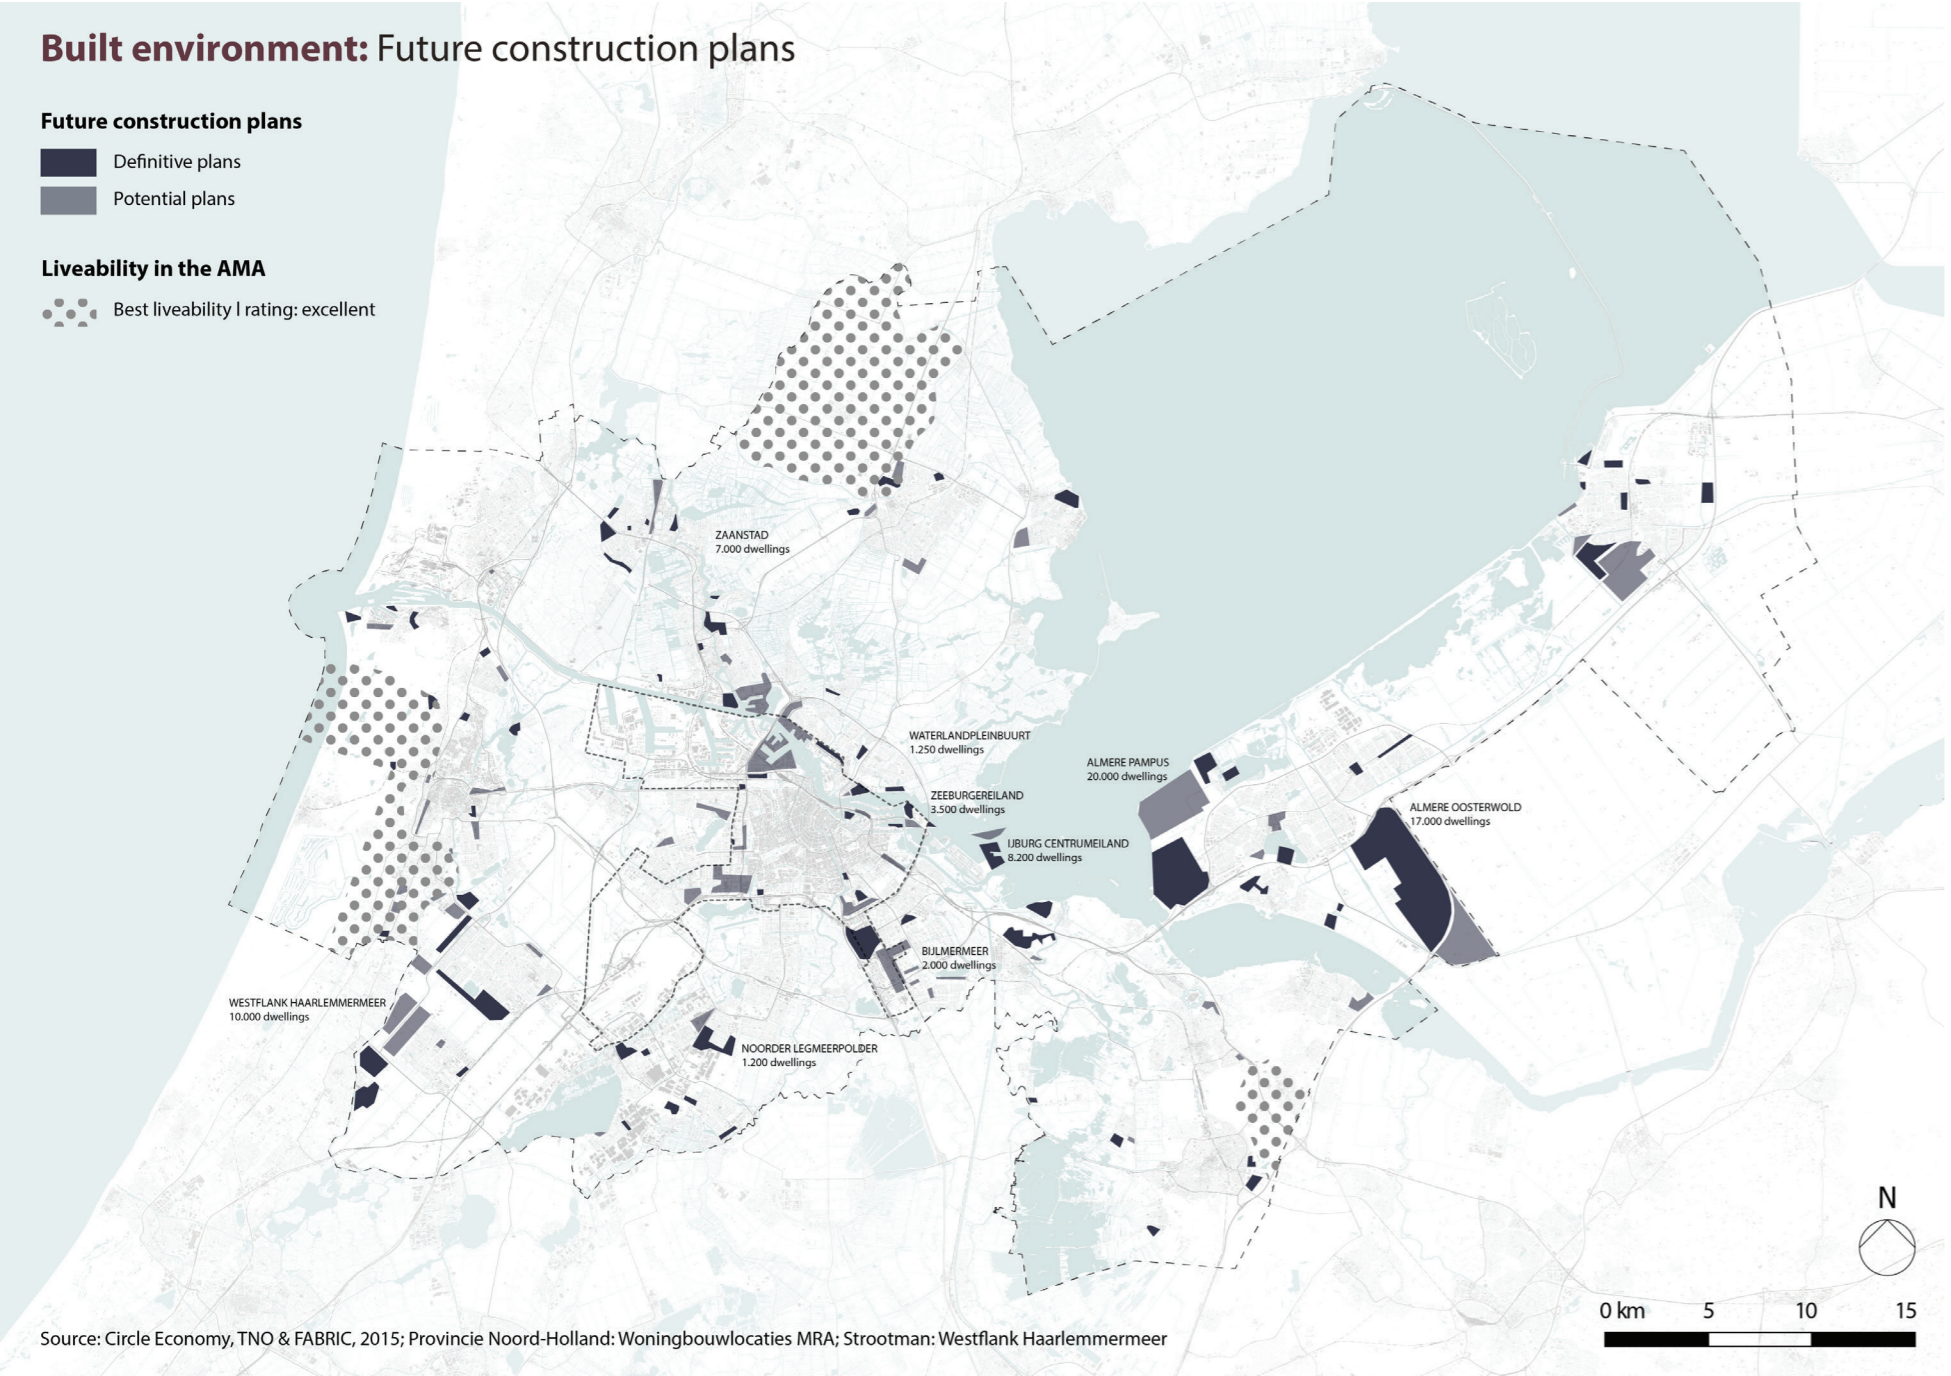 Built environment: Future construction plans
Future construction plans
Definitive plans
Potential plans
Liveability in the AMA
Best liveability | rating: excellent
ZAANSTAD
7.000 dwellings
WATERLANDPLEINBUURT
1.250 dwellings
ALMERE PAMPUS
20.000 dwellings
ZEEBURGEREILAND
3.500 dwellings
ALMERE OOSTERWOLD
17.000 dwellings
IJBURG CENTRUMEILAND
8.200 dwellings
BIJLMERMEER
2.000 dwellings
WESTFLANK HAARLEMMERMEER
10.000 dwellings
NOORDER LEGMEERPOLDER
1.200 dwellings
N
0 km 5 10 15
Source: Circle Economy, TNO & FABRIC, 2015; Provincie Noord-Holland: Woningbouwlocaties MRA; Strootman: Westflank Haarlemmermeer